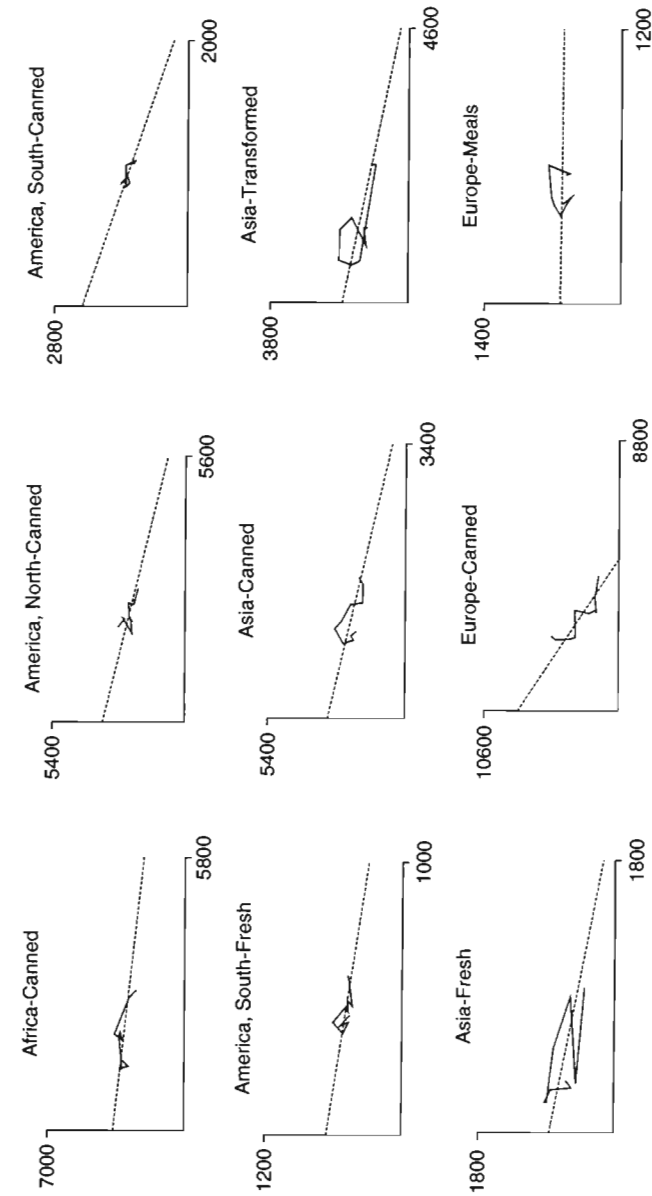 Africa-Canned
7000
5800
America, North-Canned
5400
5600
America, South-Canned
2800
2000
America, South-Fresh
1200
1000
Asia-Canned
5400
3400
Asia-Transformed
3800
4600
Asia-Fresh
1800
1800
Europe-Canned
10600
8800
Europe-Meals
1400
1200